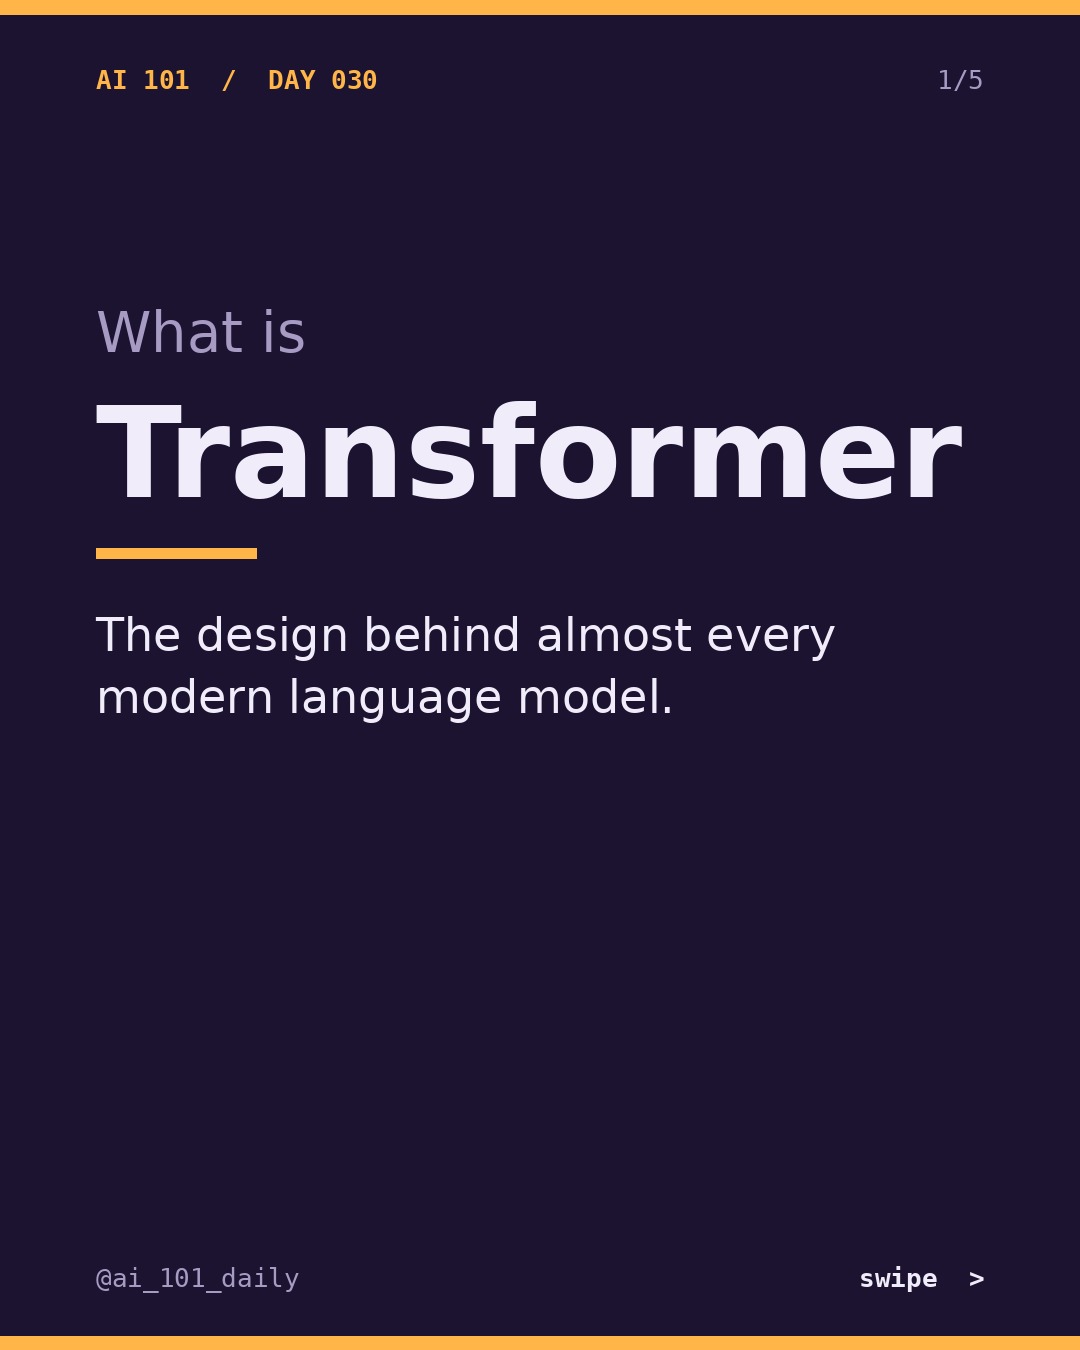 AI 101 / DAY 030
1/5
What is
Transformer
The design behind almost every
modern language model.
@ai_101_daily
swipe >